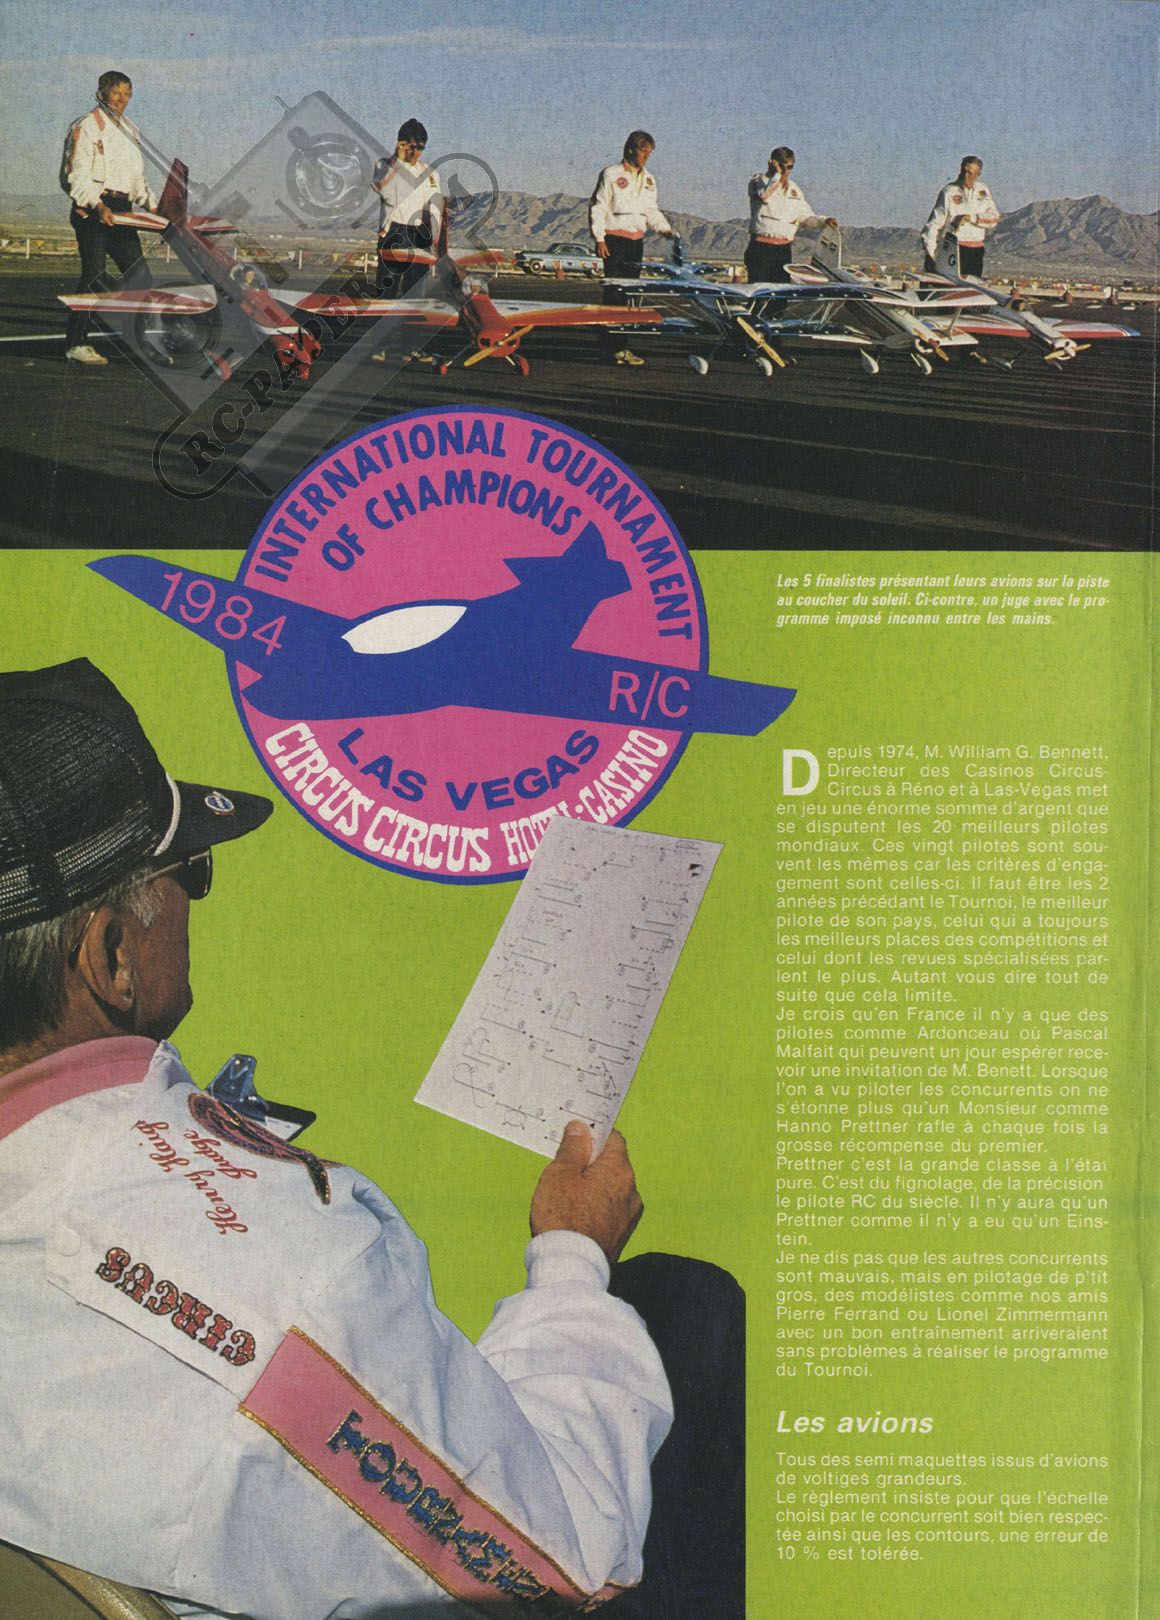 RC-PAPER.COM
INTERNATIONAL TOURNAMENT
OF CHAMPIONS
1984
R/C
LAS VEGAS
CIRCUS CIRCUS HOTEL-CASINO
Les 5 finalistes présentant leurs avions sur la piste
au coucher du soleil. Ci-contre, un juge avec le pro-
gramme imposé inconnu entre les mains.
Depuis 1974, M. William G. Bennett,
Directeur des Casinos Circus-
Circus à Réno et à Las-Vegas met
en jeu une énorme somme d'argent que
se disputent les 20 meilleurs pilotes
mondiaux. Ces vingt pilotes sont sou-
vent les mêmes car les critères d'enga-
gement sont celles-ci. Il faut être les 2
années précédant le Tournoi, le meilleur
pilote de son pays, celui qui a toujours
les meilleurs places des compétitions et
celui dont les revues spécialisées par-
lent le plus. Autant vous dire tout de
suite que cela limite.
Je crois qu'en France il n'y a que des
pilotes comme Ardonceau où Pascal
Malfait qui peuvent un jour espérer rece-
voir une invitation de M. Benett. Lorsque
l'on a vu piloter les concurrents on ne
s'étonne plus qu'un Monsieur comme
Hanno Prettner rafle à chaque fois la
grosse récompense du premier.
Prettner c'est la grande classe à l'état
pure. C'est du fignolage, de la précision
le pilote RC du siècle. Il n'y aura qu'un
Prettner comme il n'y a eu qu'un Eins-
tein.
Je ne dis pas que les autres concurrents
sont mauvais, mais en pilotage de p'tit
gros, des modélistes comme nos amis
Pierre Ferrand ou Lionel Zimmermann
avec un bon entraînement arriveraient
sans problèmes à réaliser le programme
du Tournoi.
Les avions
Tous des semi maquettes issus d'avions
de voltiges grandeurs.
Le règlement insiste pour que l'échelle
choisi par le concurrent soit bien respec-
tée ainsi que les contours, une erreur de
10 % est tolérée.
Henry Haig
Judge
CIRCUS
TOURNAMEN